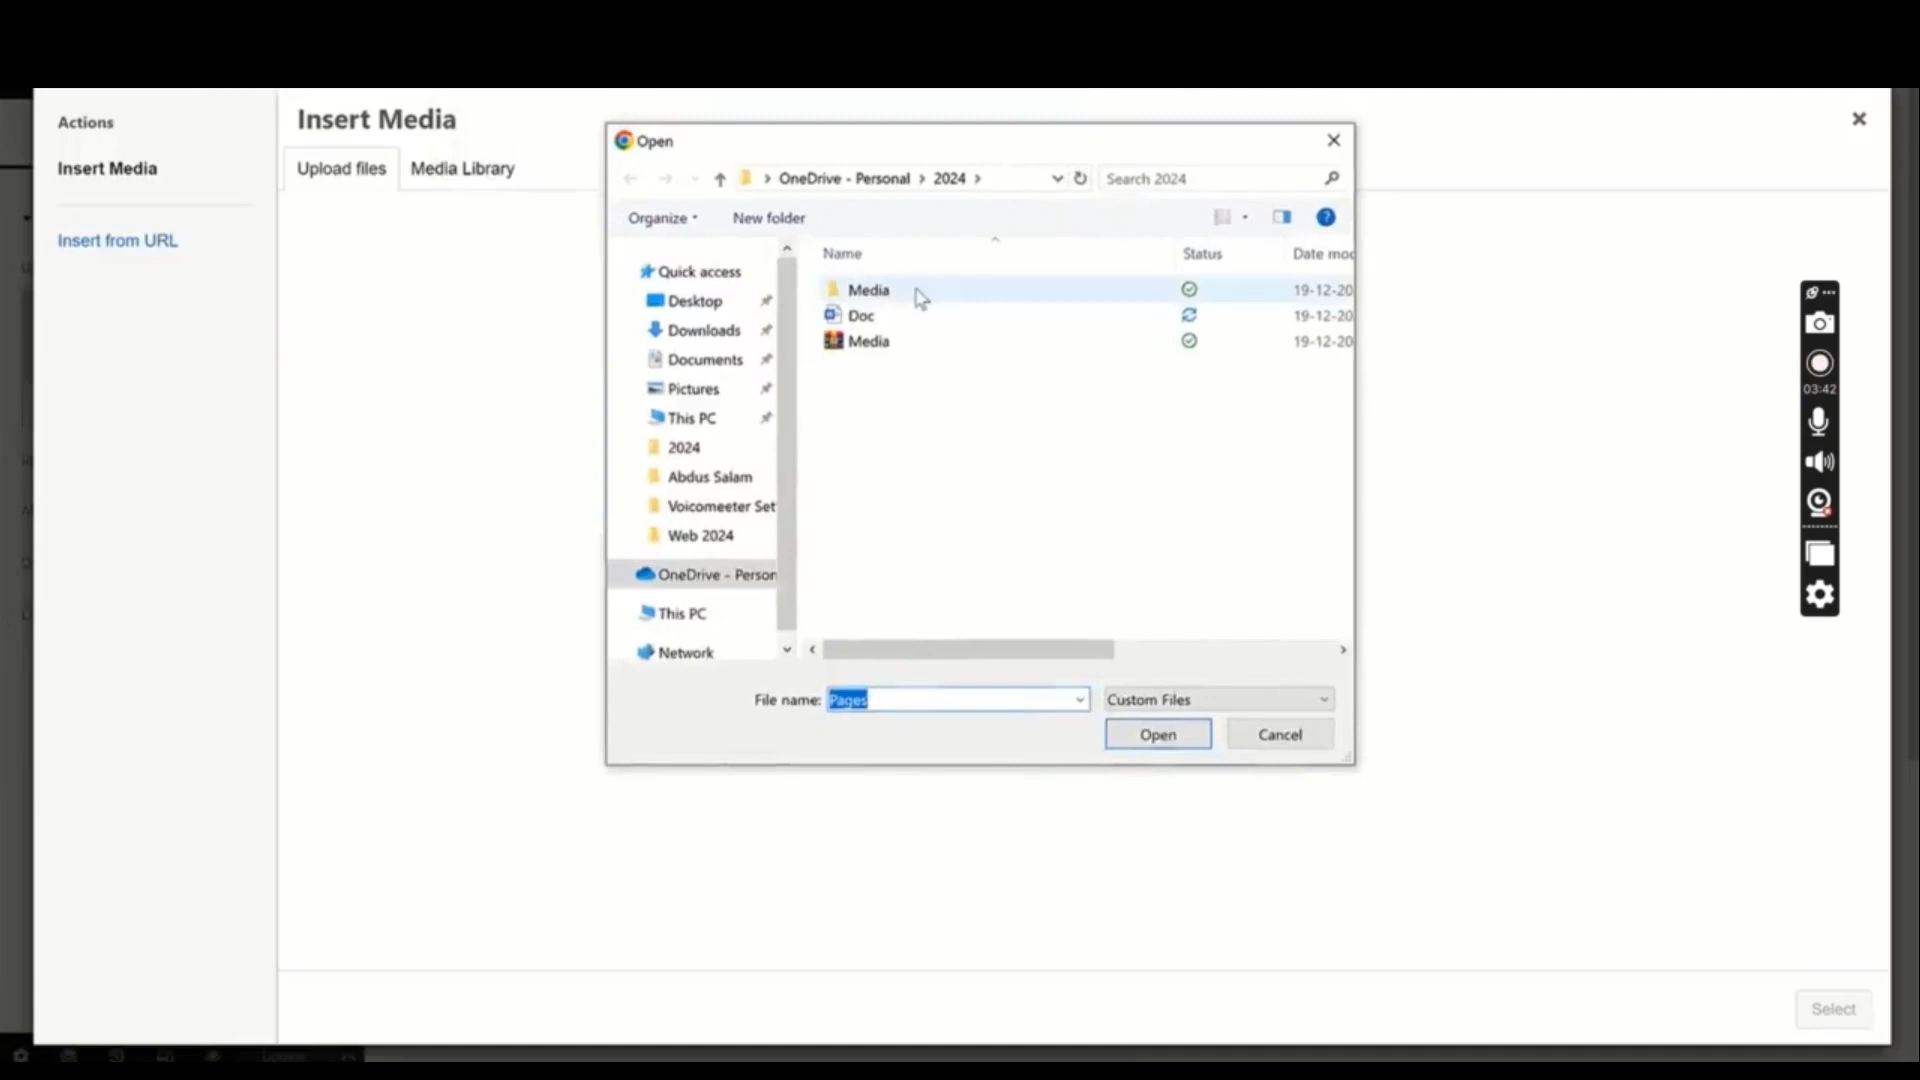 Actions
Insert Media
Insert from URL
Insert Media
Upload files
Media Library
Open
OneDrive - Personal
2024
Search 2024
Organize
New folder
Name
Status
Date mod
Quick access
Desktop
Downloads
Documents
Pictures
This PC
2024
Abdus Salam
Voicemeeter Set
Web 2024
OneDrive - Person
This PC
Network
Media
19-12-20
Doc
19-12-20
Media
19-12-20
File name:
Pages
Custom Files
Open
Cancel
03:42
Select